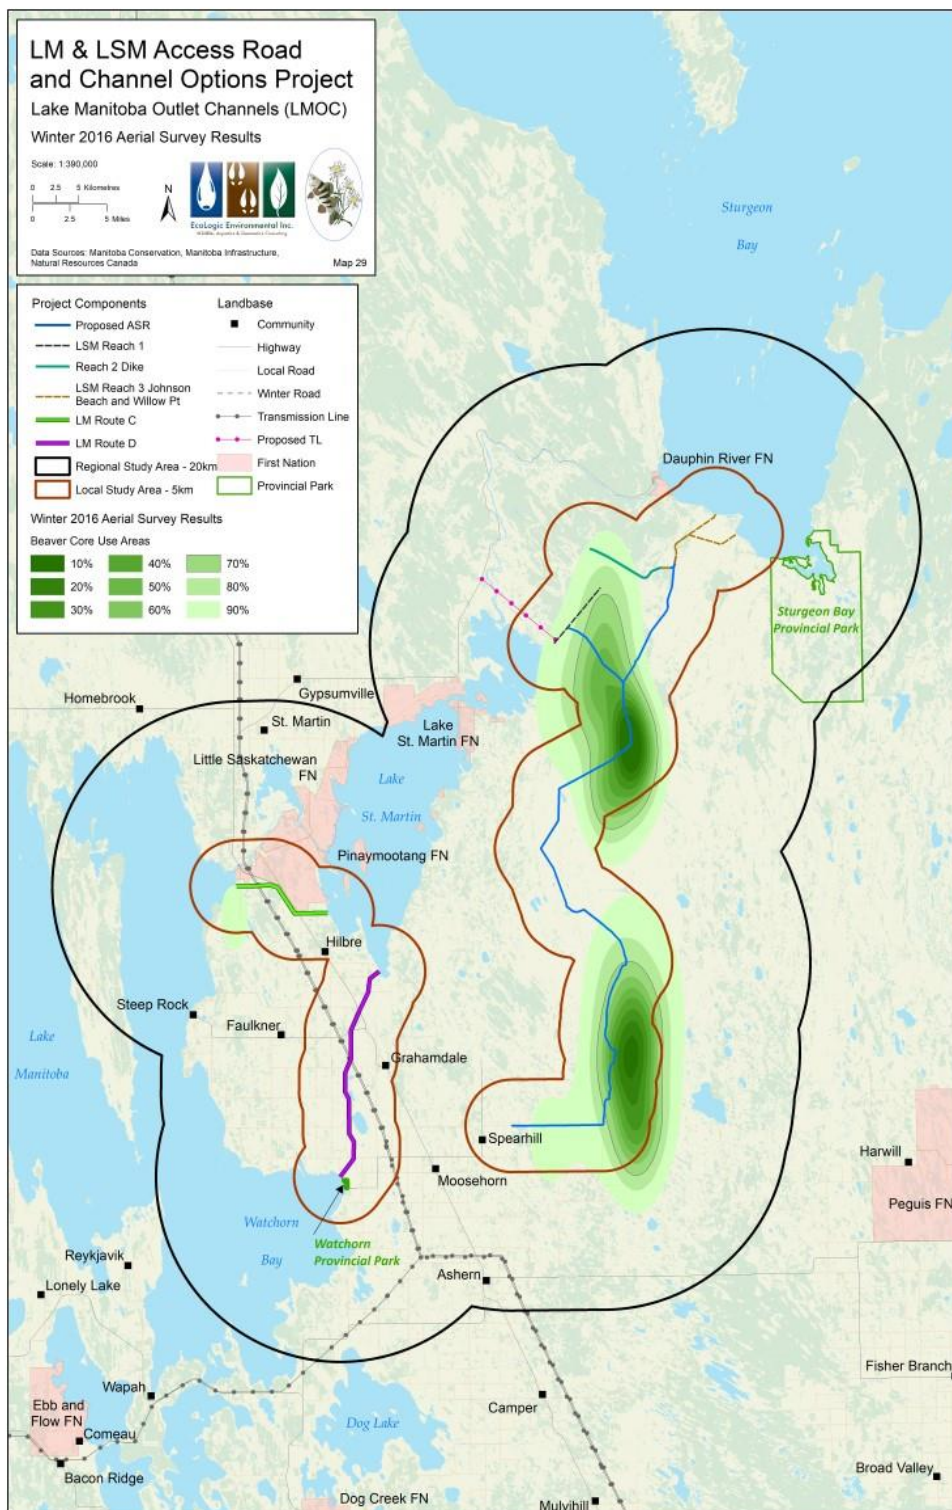 LM & LSM Access Road
and Channel Options Project
Lake Manitoba Outlet Channels (LMOC)
Winter 2016 Aerial Survey Results
Scale: 1:390,000
0 2.5 5 Kilometres
0 2.5 5 Miles
N
EcoLogic Environmental Inc.
Data Sources: Manitoba Conservation, Manitoba Infrastructure,
Natural Resources Canada
Map 29
Project Components
Proposed ASR
LSM Reach 1
Reach 2 Dike
LSM Reach 3 Johnson
Beach and Willow Pt
LM Route C
LM Route D
Regional Study Area - 20km
Local Study Area - 5km
Landbase
Community
Highway
Local Road
Winter Road
Transmission Line
Proposed TL
First Nation
Provincial Park
Winter 2016 Aerial Survey Results
Beaver Core Use Areas
10% 40% 70%
20% 50% 80%
30% 60% 90%
Sturgeon
Bay
Dauphin River FN
Sturgeon Bay
Provincial Park
Gypsumville
Homebrook
St. Martin
Lake
St. Martin FN
Little Saskatchewan
FN
Lake
St. Martin
Pinaymootang FN
Hilbre
Steep Rock
Faulkner
Lake
Manitoba
Grahamdale
Spearhill
Harwill
Moosehorn
Peguis FN
Watchorn
Bay
Watchorn
Provincial Park
Reykjavik
Lonely Lake
Ashern
Fisher Branch
Wapah
Ebb and
Flow FN
Camper
Comeau
Dog Lake
Bacon Ridge
Broad Valley
Dog Creek FN
Mulvihill